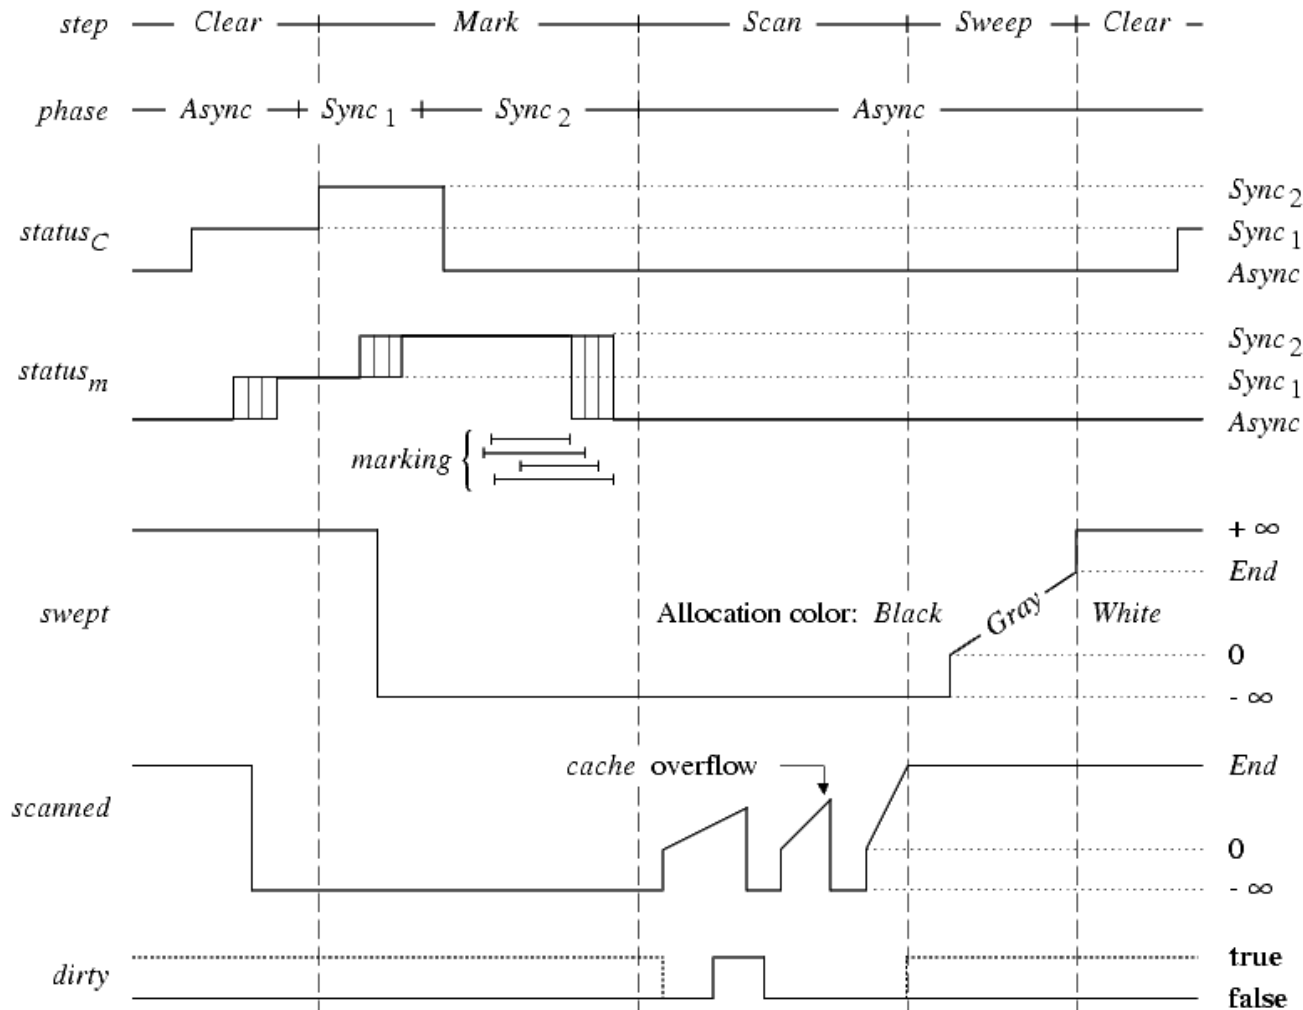 step Clear Mark Scan Sweep Clear
phase Async Sync 1 Sync 2 Async
Sync 2
status C Sync 1
Async
Sync 2
status m Sync 1
Async
marking {
+ ∞
End
swept Allocation color: Black Gray White
0
- ∞
cache overflow End
scanned
0
- ∞
true
dirty
false